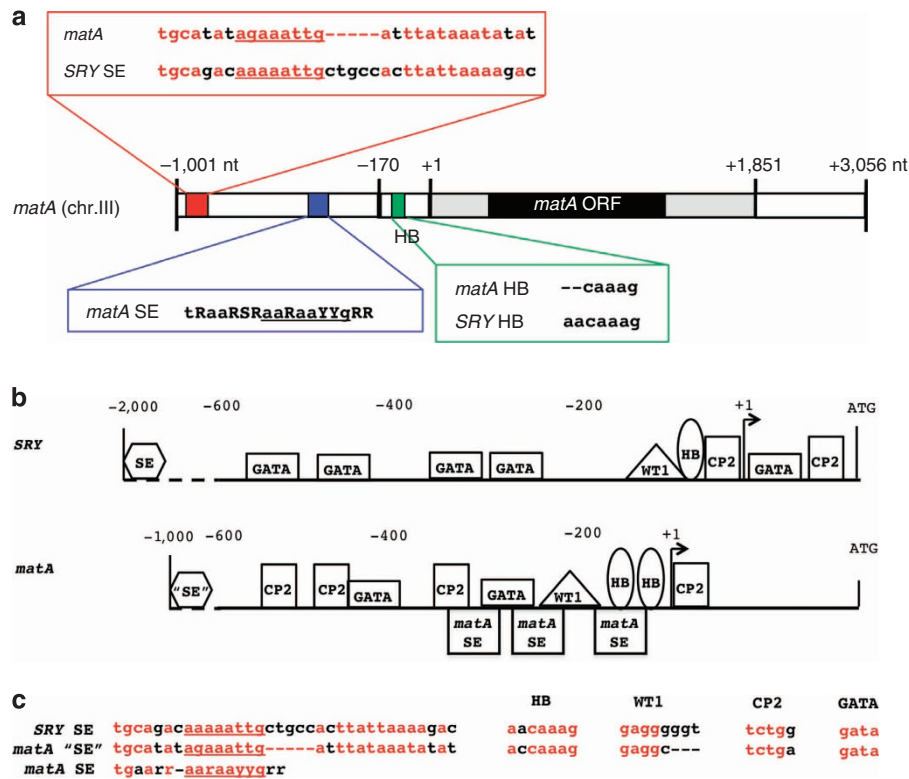 a
matA tgcatatagaaattg-----atttataaatatat
SRY SE tgcagacaaaaattgctgccacttattaaaagac
–1,001 nt –170 +1 +1,851 +3,056 nt
matA (chr.III) matA ORF
HB
matA SE tRaaRSRaaRaaYYgRR
matA HB --caaag
SRY HB aacaaag
b
-2,000 -600 -400 -200 +1 ATG
SRY
SE GATA GATA GATA GATA WT1 HB CP2 GATA CP2
-1,000 -600 -400 -200 +1 ATG
matA
"SE" CP2 CP2 GATA CP2 GATA WT1 HB HB CP2
matA SE matA SE matA SE
c
HB WT1 CP2 GATA
SRY SE tgcagacaaaaattgctgccacttattaaaagac aacaaag gaggggt tctgg gata
matA "SE" tgcatatagaaattg-----atttataaatatat accaaag gaggc--- tctga gata
matA SE tgaarr-aaraayygrr